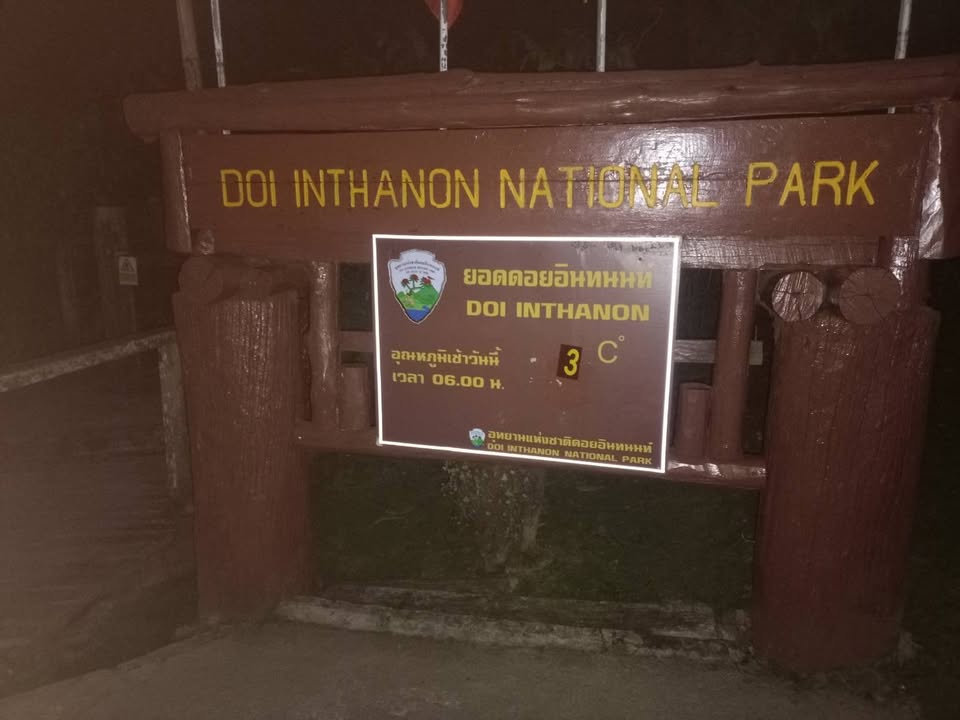 DOI INTHANON NATIONAL PARK
ยอดดอยอินทนนท์
DOI INTHANON
อุณหภูมิเช้าวันนี้
3 C°
เวลา 06.00 น.
อุทยานแห่งชาติดอยอินทนนท์
DOI INTHANON NATIONAL PARK